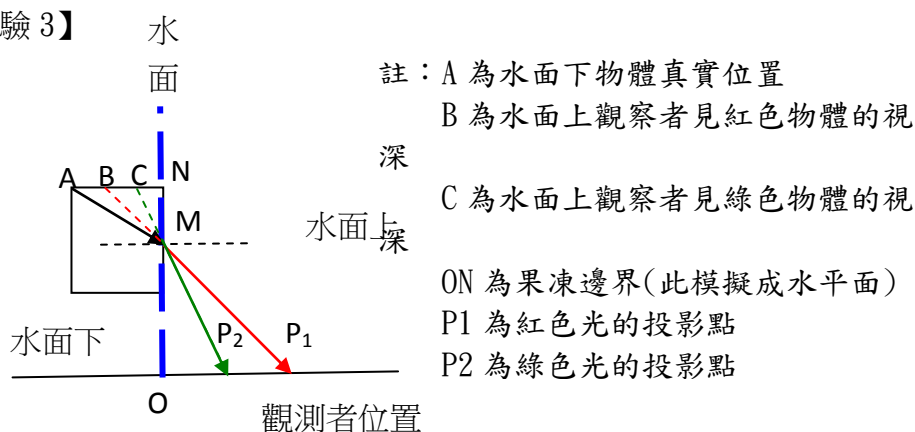 驗 3】
水
面
註：A 為水面下物體真實位置
B 為水面上觀察者見紅色物體的視
深
C 為水面上觀察者見綠色物體的視
深
ON 為果凍邊界(此模擬成水平面)
P1 為紅色光的投影點
P2 為綠色光的投影點
A B C N
M
水面上
水面下
P₂ P₁
O
觀測者位置